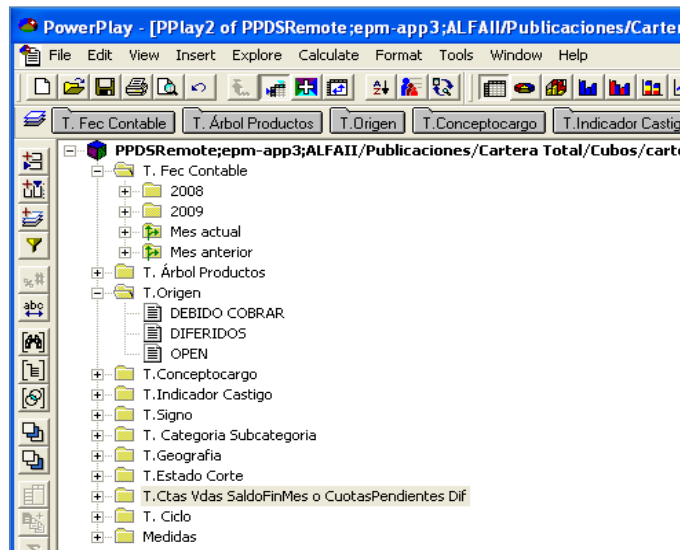 PowerPlay - [PPlay2 of PPDSRemote;epm-app3;ALFAII/Publicaciones/Carter
File Edit View Insert Explore Calculate Format Tools Window Help
T. Fec Contable T. Árbol Productos T.Origen T.Conceptocargo T.Indicador Castig
PPDSRemote;epm-app3;ALFAII/Publicaciones/Cartera Total/Cubos/carte
T. Fec Contable
2008
2009
Mes actual
Mes anterior
T. Árbol Productos
T.Origen
DEBIDO COBRAR
DIFERIDOS
OPEN
T.Conceptocargo
T.Indicador Castigo
T.Signo
T. Categoria Subcategoria
T.Geografia
T.Estado Corte
T.Ctas Vdas SaldoFinMes o CuotasPendientes Dif
T. Ciclo
Medidas